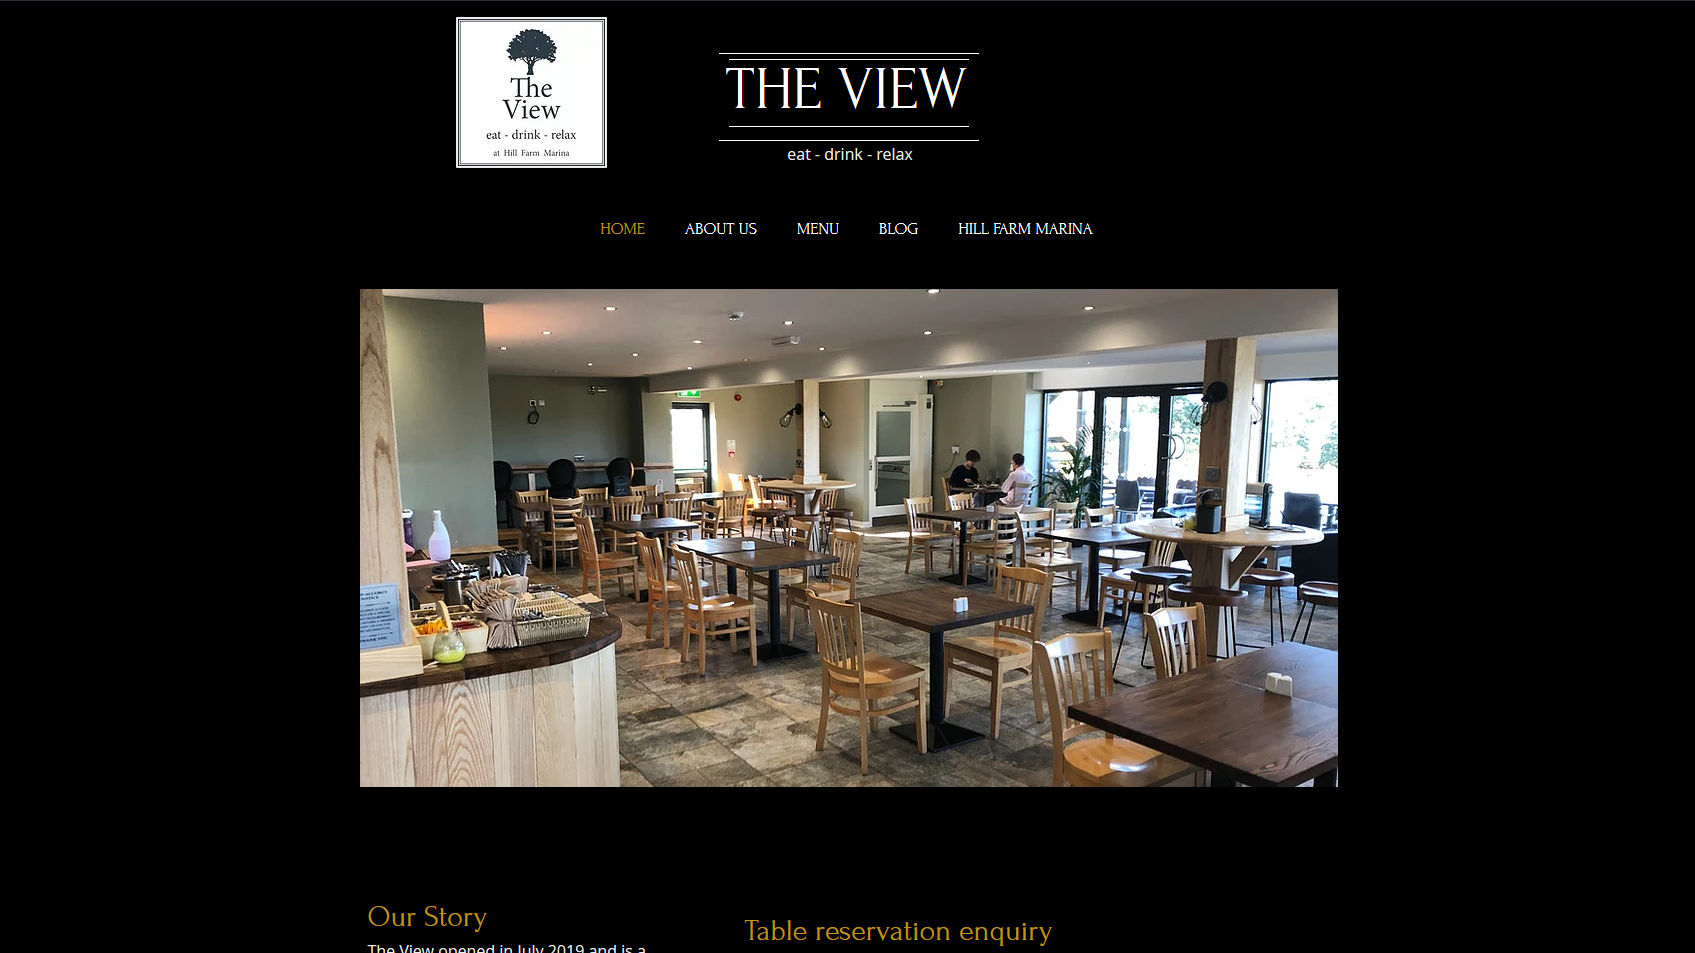 The
View
eat - drink - relax
at Hill Farm Marina
THE VIEW
eat - drink - relax
HOME
ABOUT US
MENU
BLOG
HILL FARM MARINA
Our Story
The View opened in July 2019 and is a
Table reservation enquiry